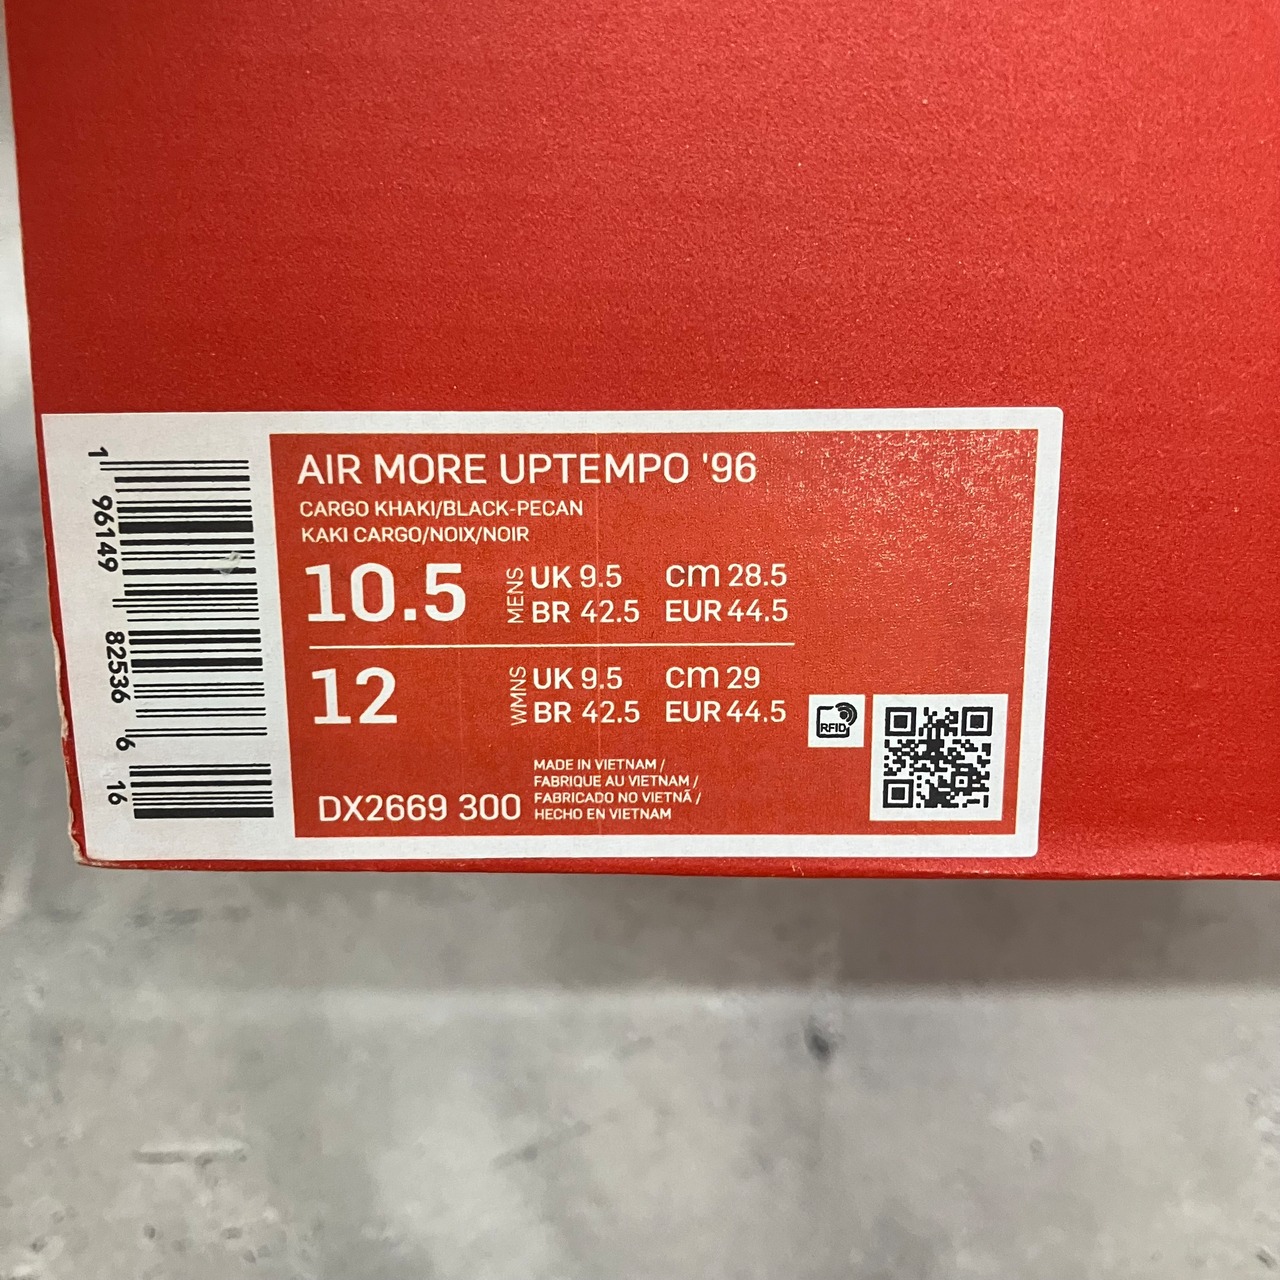 AIR MORE UPTEMPO '96
CARGO KHAKI/BLACK-PECAN
KAKI CARGO/NOIX/NOIR
10.5 MENS UK 9.5 cm 28.5
BR 42.5 EUR 44.5
12 WMNS UK 9.5 cm 29
BR 42.5 EUR 44.5
MADE IN VIETNAM /
FABRIQUE AU VIETNAM /
FABRICADO NO VIETNÃ /
HECHO EN VIETNAM
DX2669 300
RFID
1 96149 82536 6 16